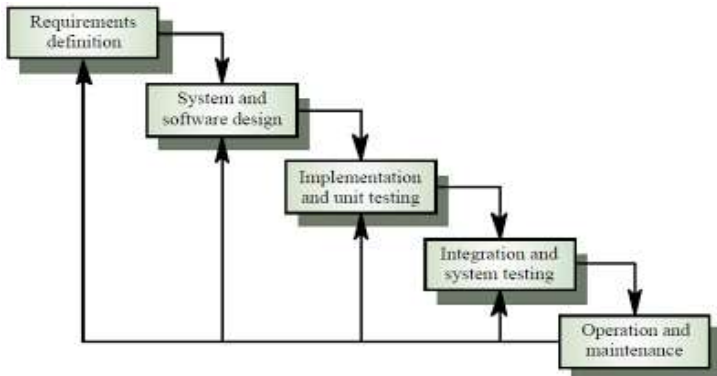 Requirements
definition
System and
software design
Implementation
and unit testing
Integration and
system testing
Operation and
maintenance